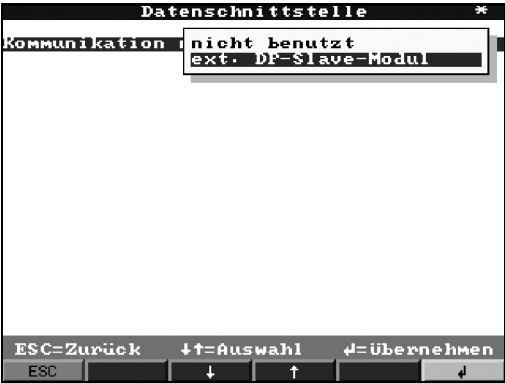 Datenschnittstelle *
Kommunikation
nicht benutzt
ext. DP-Slave-Modul
ESC=Zurück ↓↑=Auswahl ↲=übernehmen
ESC ↓ ↑ ↲